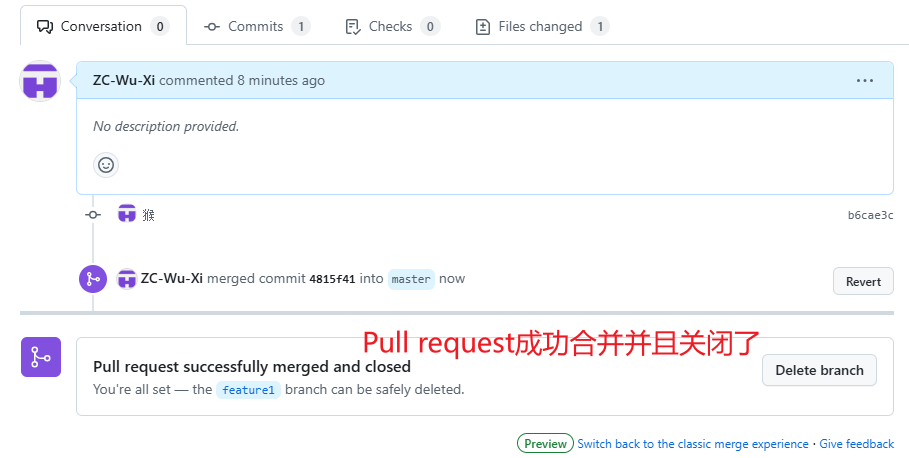 Conversation 0 Commits 1 Checks 0 Files changed 1
ZC-Wu-Xi commented 8 minutes ago
No description provided.
猴 b6cae3c
ZC-Wu-Xi merged commit 4815f41 into master now Revert
Pull request成功合并并且关闭了
Pull request successfully merged and closed
You're all set — the feature1 branch can be safely deleted.
Delete branch
Preview Switch back to the classic merge experience · Give feedback